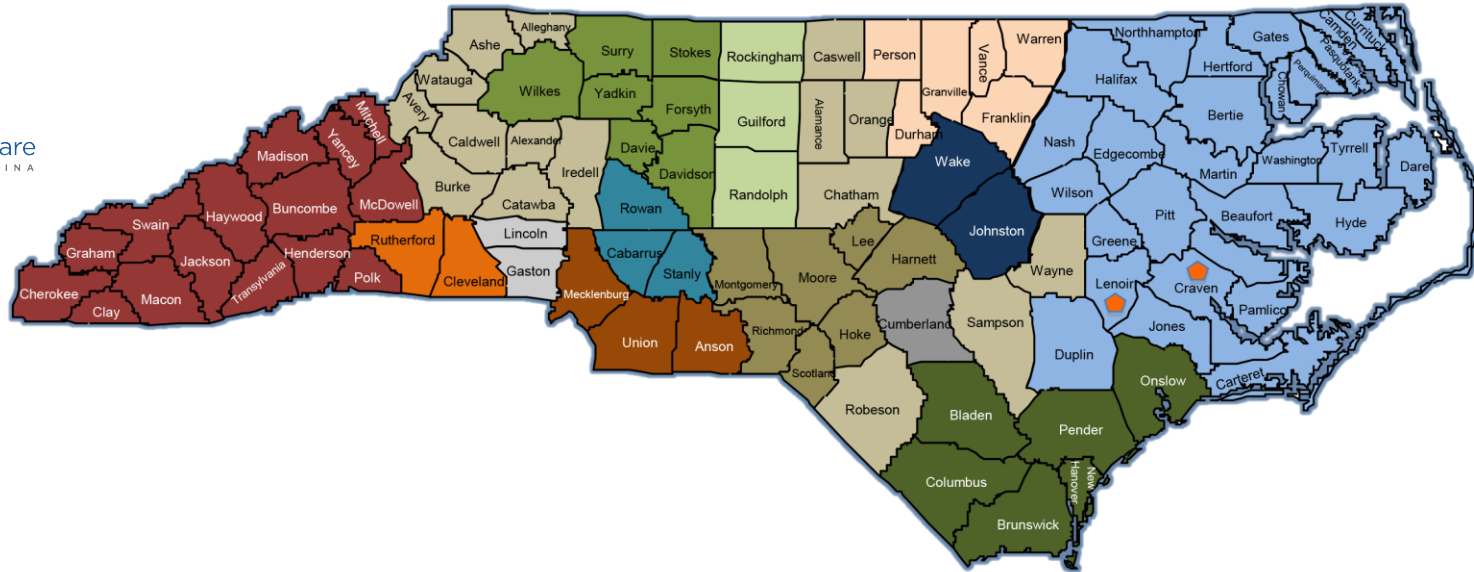 are
I N A
Ashe
Alleghany
Surry
Stokes
Rockingham
Caswell
Person
Granville
Vance
Warren
Northhampton
Gates
Camden
Currituck
Pasquotank
Perquimans
Chowan
Hertford
Halifax
Bertie
Watauga
Wilkes
Yadkin
Forsyth
Guilford
Alamance
Orange
Durham
Franklin
Nash
Edgecombe
Martin
Washington
Tyrrell
Dare
Mitchell
Avery
Yancey
Madison
Caldwell
Alexander
Davie
Iredell
Davidson
Randolph
Chatham
Wake
Wilson
Pitt
Beaufort
Hyde
McDowell
Burke
Catawba
Rowan
Buncombe
Haywood
Swain
Graham
Jackson
Henderson
Rutherford
Lincoln
Cabarrus
Stanly
Montgomery
Moore
Lee
Harnett
Johnston
Wayne
Greene
Lenoir
Craven
Pamlico
Cherokee
Clay
Macon
Transylvania
Polk
Cleveland
Gaston
Mecklenburg
Union
Anson
Richmond
Scotland
Hoke
Cumberland
Sampson
Duplin
Jones
Carteret
Onslow
Robeson
Bladen
Pender
Columbus
Brunswick
New
Hanover